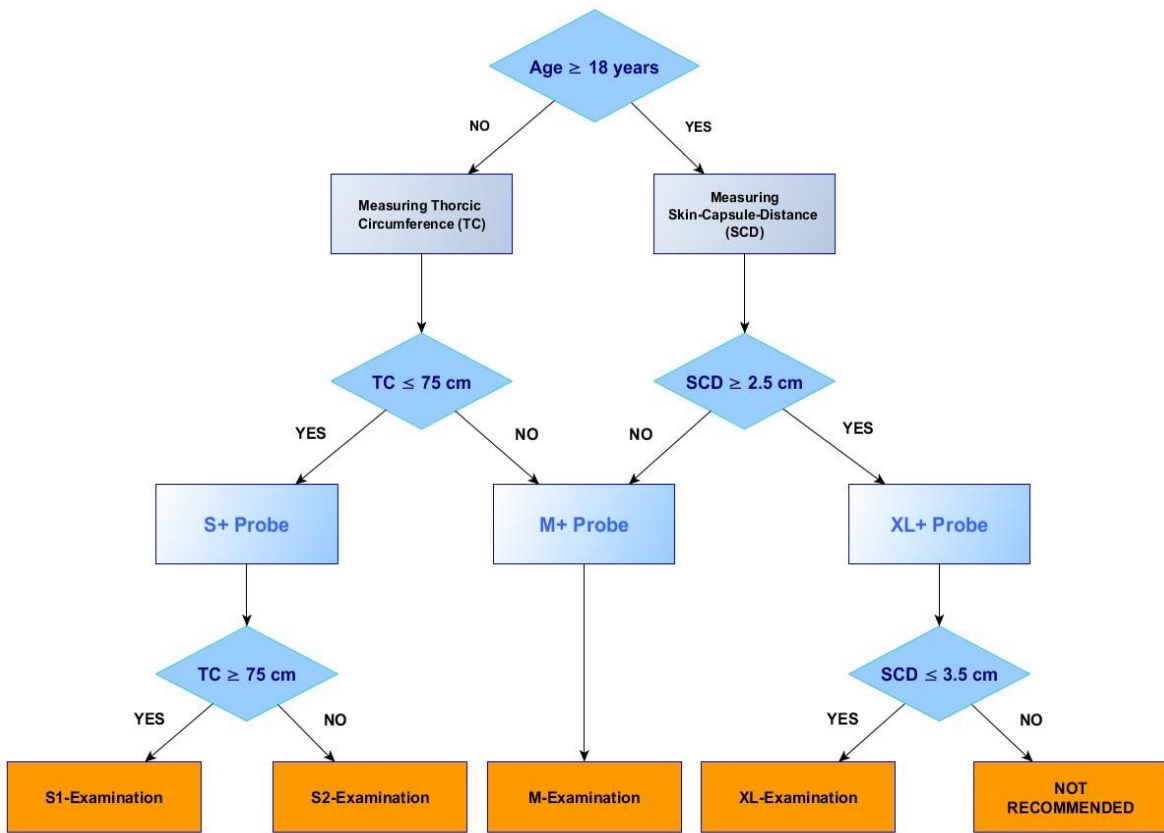 Age ≥ 18 years
NO
YES
Measuring Thorcic
Circumference (TC)
Measuring
Skin-Capsule-Distance
(SCD)
TC ≤ 75 cm
SCD ≥ 2.5 cm
YES
NO
NO
YES
S+ Probe
M+ Probe
XL+ Probe
TC ≥ 75 cm
SCD ≤ 3.5 cm
YES
NO
YES
NO
S1-Examination
S2-Examination
M-Examination
XL-Examination
NOT
RECOMMENDED